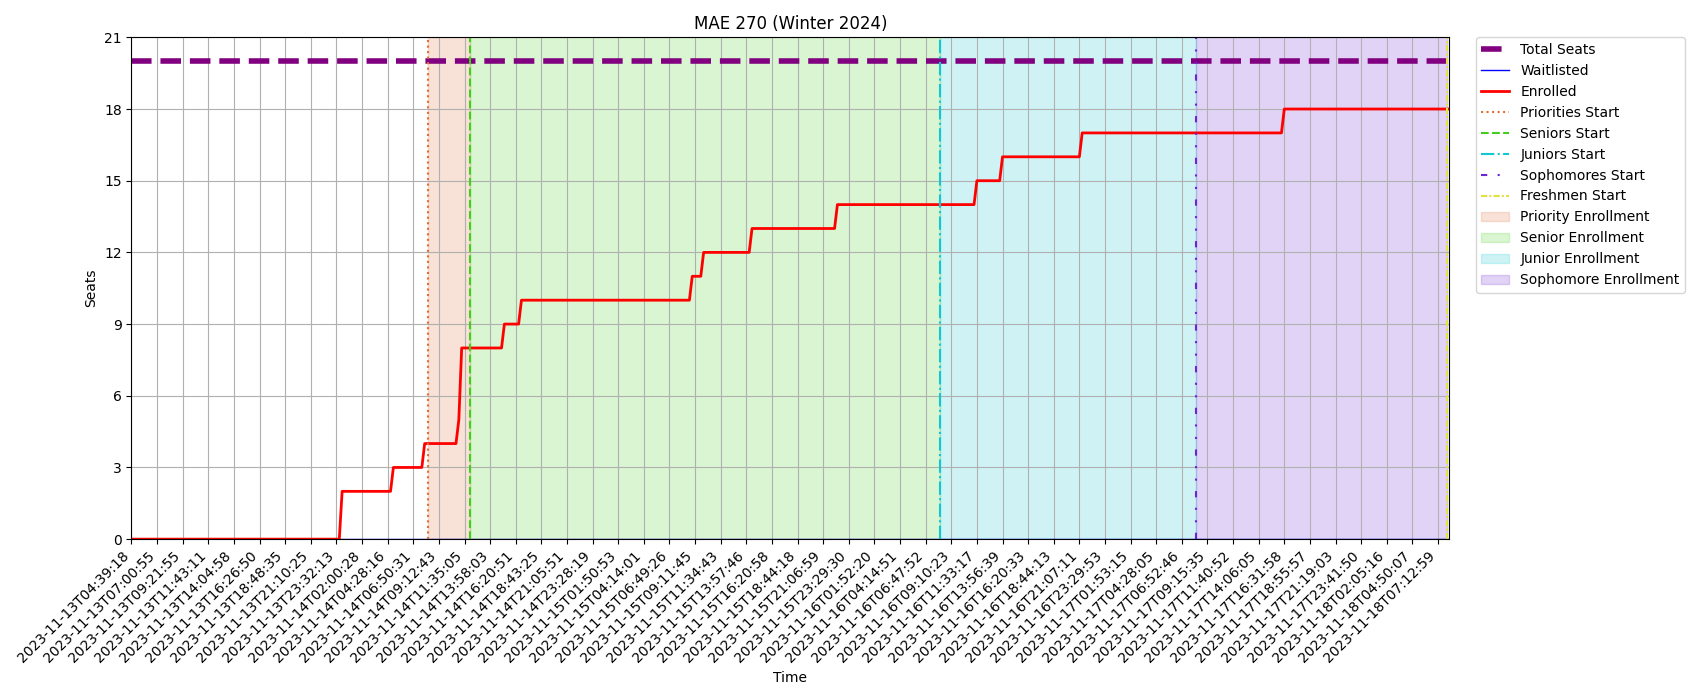 MAE 270 (Winter 2024)
21
18
15
12
9
6
3
0
Seats
2023-11-13T04:39:18
2023-11-13T07:00:55
2023-11-13T09:21:55
2023-11-13T11:43:11
2023-11-13T14:04:58
2023-11-13T16:26:50
2023-11-13T18:48:35
2023-11-13T21:10:25
2023-11-13T23:32:13
2023-11-14T02:00:28
2023-11-14T04:28:16
2023-11-14T06:50:31
2023-11-14T09:12:43
2023-11-14T11:35:05
2023-11-14T13:58:03
2023-11-14T16:20:51
2023-11-14T18:43:25
2023-11-14T21:05:51
2023-11-14T23:28:19
2023-11-15T01:50:53
2023-11-15T04:14:01
2023-11-15T06:49:26
2023-11-15T09:11:45
2023-11-15T11:34:43
2023-11-15T13:57:46
2023-11-15T16:20:58
2023-11-15T18:44:18
2023-11-15T21:06:59
2023-11-15T23:29:30
2023-11-16T01:52:20
2023-11-16T04:14:51
2023-11-16T06:47:52
2023-11-16T09:10:23
2023-11-16T11:33:17
2023-11-16T13:56:39
2023-11-16T16:20:33
2023-11-16T18:44:13
2023-11-16T21:07:11
2023-11-16T23:29:53
2023-11-17T01:53:15
2023-11-17T04:28:05
2023-11-17T06:52:46
2023-11-17T09:15:35
2023-11-17T11:40:52
2023-11-17T14:06:05
2023-11-17T16:31:58
2023-11-17T18:55:57
2023-11-17T21:19:03
2023-11-17T23:41:50
2023-11-18T02:05:16
2023-11-18T04:50:07
2023-11-18T07:12:59
Time
Total Seats
Waitlisted
Enrolled
Priorities Start
Seniors Start
Juniors Start
Sophomores Start
Freshmen Start
Priority Enrollment
Senior Enrollment
Junior Enrollment
Sophomore Enrollment